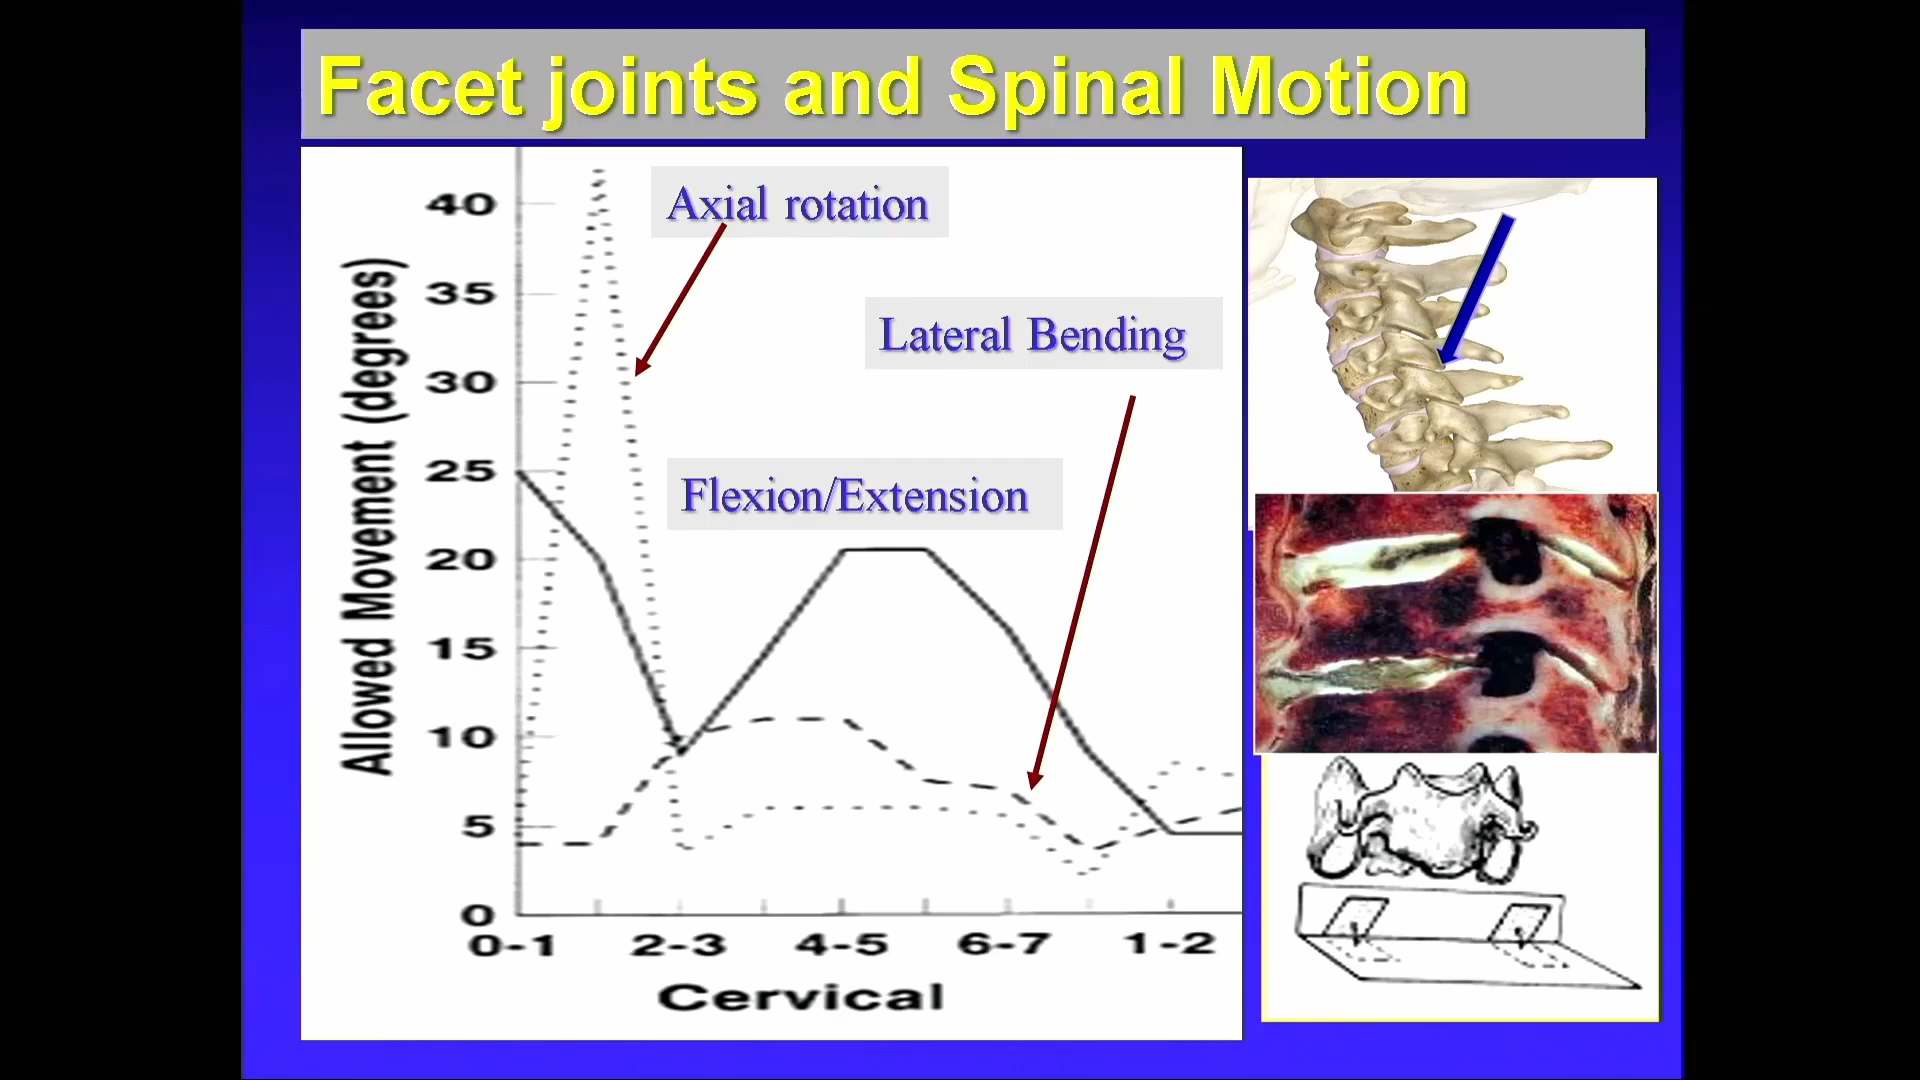 Facet joints and Spinal Motion
Axial rotation
Lateral Bending
Flexion/Extension
Allowed Movement (degrees)
40
35
30
25
20
15
10
5
0
0-1 2-3 4-5 6-7 1-2
Cervical